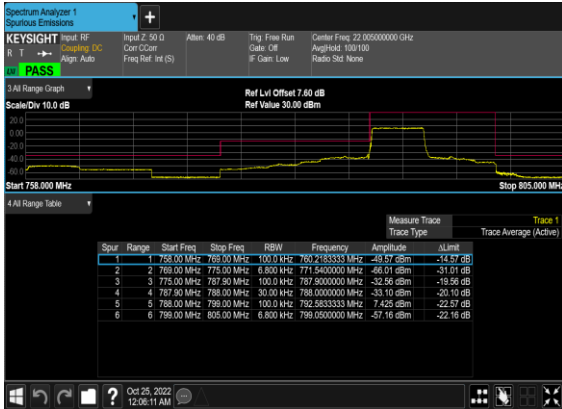 Spectrum Analyzer 1
Spurious Emissions
+
KEYSIGHT Input: RF Input Z: 50 Ω Atten: 40 dB Trig: Free Run Center Freq: 22.005000000 GHz
R T Coupling: DC Corr CCorr Gate: Off Avg|Hold: 100/100
Align: Auto Freq Ref: Int (S) IF Gain: Low Radio Std: None
PASS
3 All Range Graph Ref Lvl Offset 7.60 dB
Scale/Div 10.0 dB Ref Value 30.00 dBm
20.0
0.00
-20.0
-40.0
-60.0
Start 758.000 MHz Stop 805.000 MHz
4 All Range Table
Measure Trace Trace 1
Trace Type Trace Average (Active)
Spur Range Start Freq Stop Freq RBW Frequency Amplitude ΔLimit
1 1 758.00 MHz 769.00 MHz 100.0 kHz 760.2183333 MHz -49.57 dBm -14.57 dB
2 2 769.00 MHz 775.00 MHz 6.800 kHz 771.5400000 MHz -66.01 dBm -31.01 dB
3 3 775.00 MHz 787.90 MHz 100.0 kHz 787.9000000 MHz -32.56 dBm -19.56 dB
4 4 787.90 MHz 788.00 MHz 30.00 kHz 788.0000000 MHz -33.10 dBm -20.10 dB
5 5 788.00 MHz 799.00 MHz 100.0 kHz 792.5833333 MHz 7.425 dBm -22.57 dB
6 6 799.00 MHz 805.00 MHz 6.800 kHz 799.0500000 MHz -57.16 dBm -22.16 dB
? Oct 25, 2022
12:06:11 AM